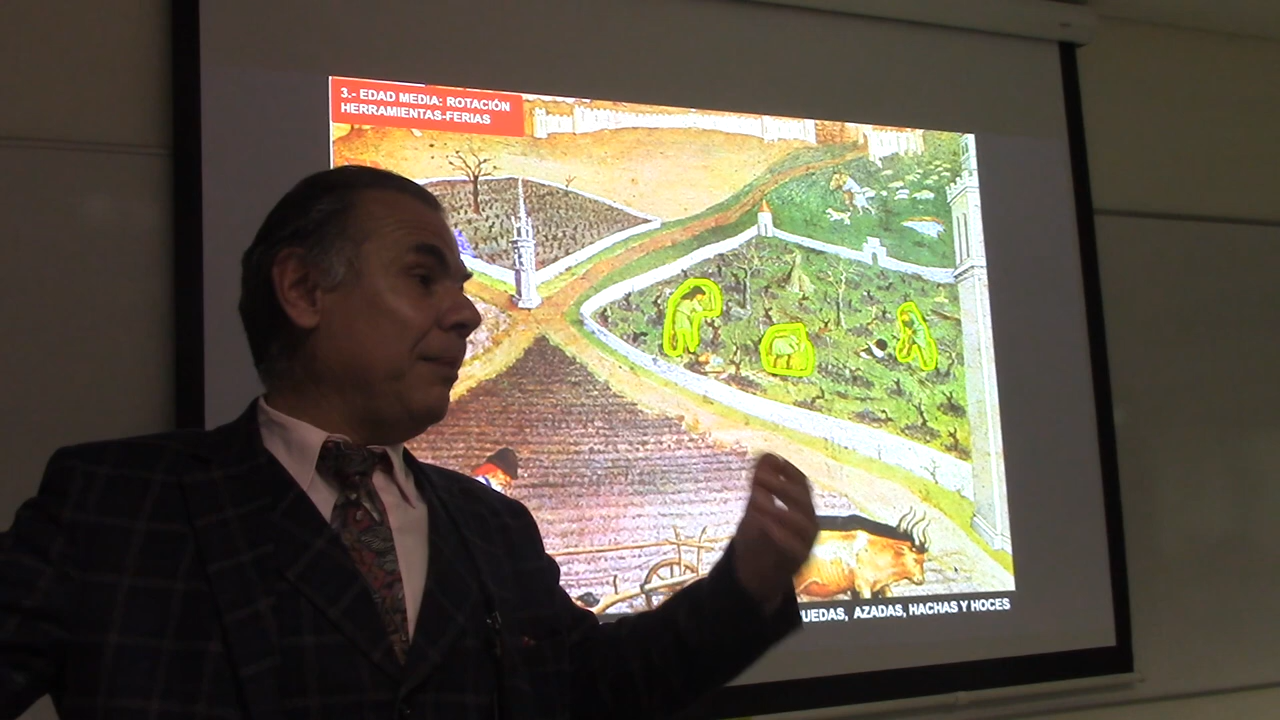 3.- EDAD MEDIA: ROTACIÓN
HERRAMIENTAS-FERIAS
AZADAS, HACHAS Y HOCES